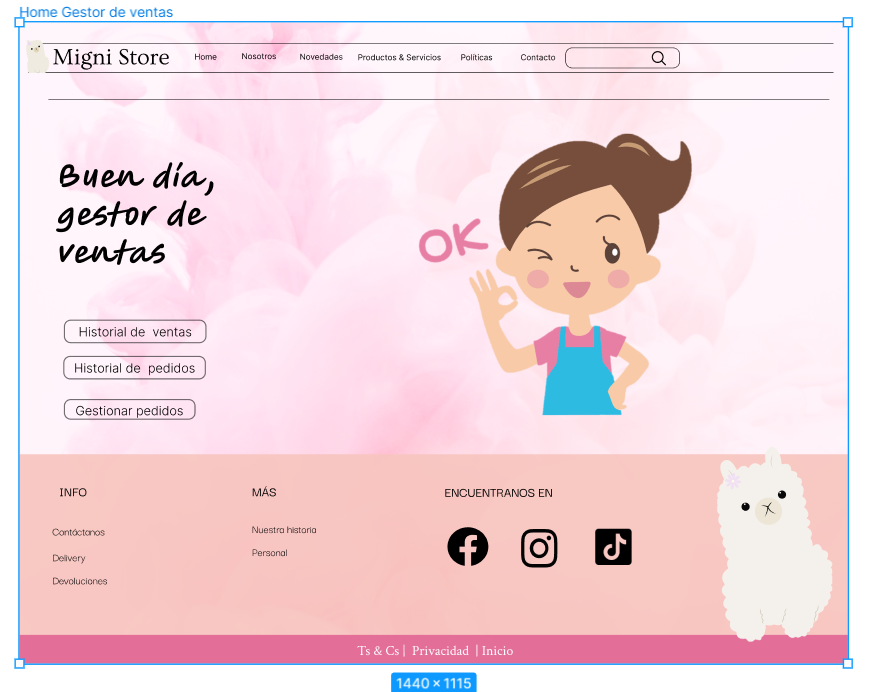 Home Gestor de ventas
Migni Store Home Nosotros Novedades Productos & Servicios Políticas Contacto
Buen día,
gestor de
ventas
OK
Historial de ventas
Historial de pedidos
Gestionar pedidos
INFO MÁS ENCUENTRANOS EN
Contáctanos Nuestra historia
Delivery Personal
Devoluciones
Ts & Cs | Privacidad | Inicio
1440 × 1115